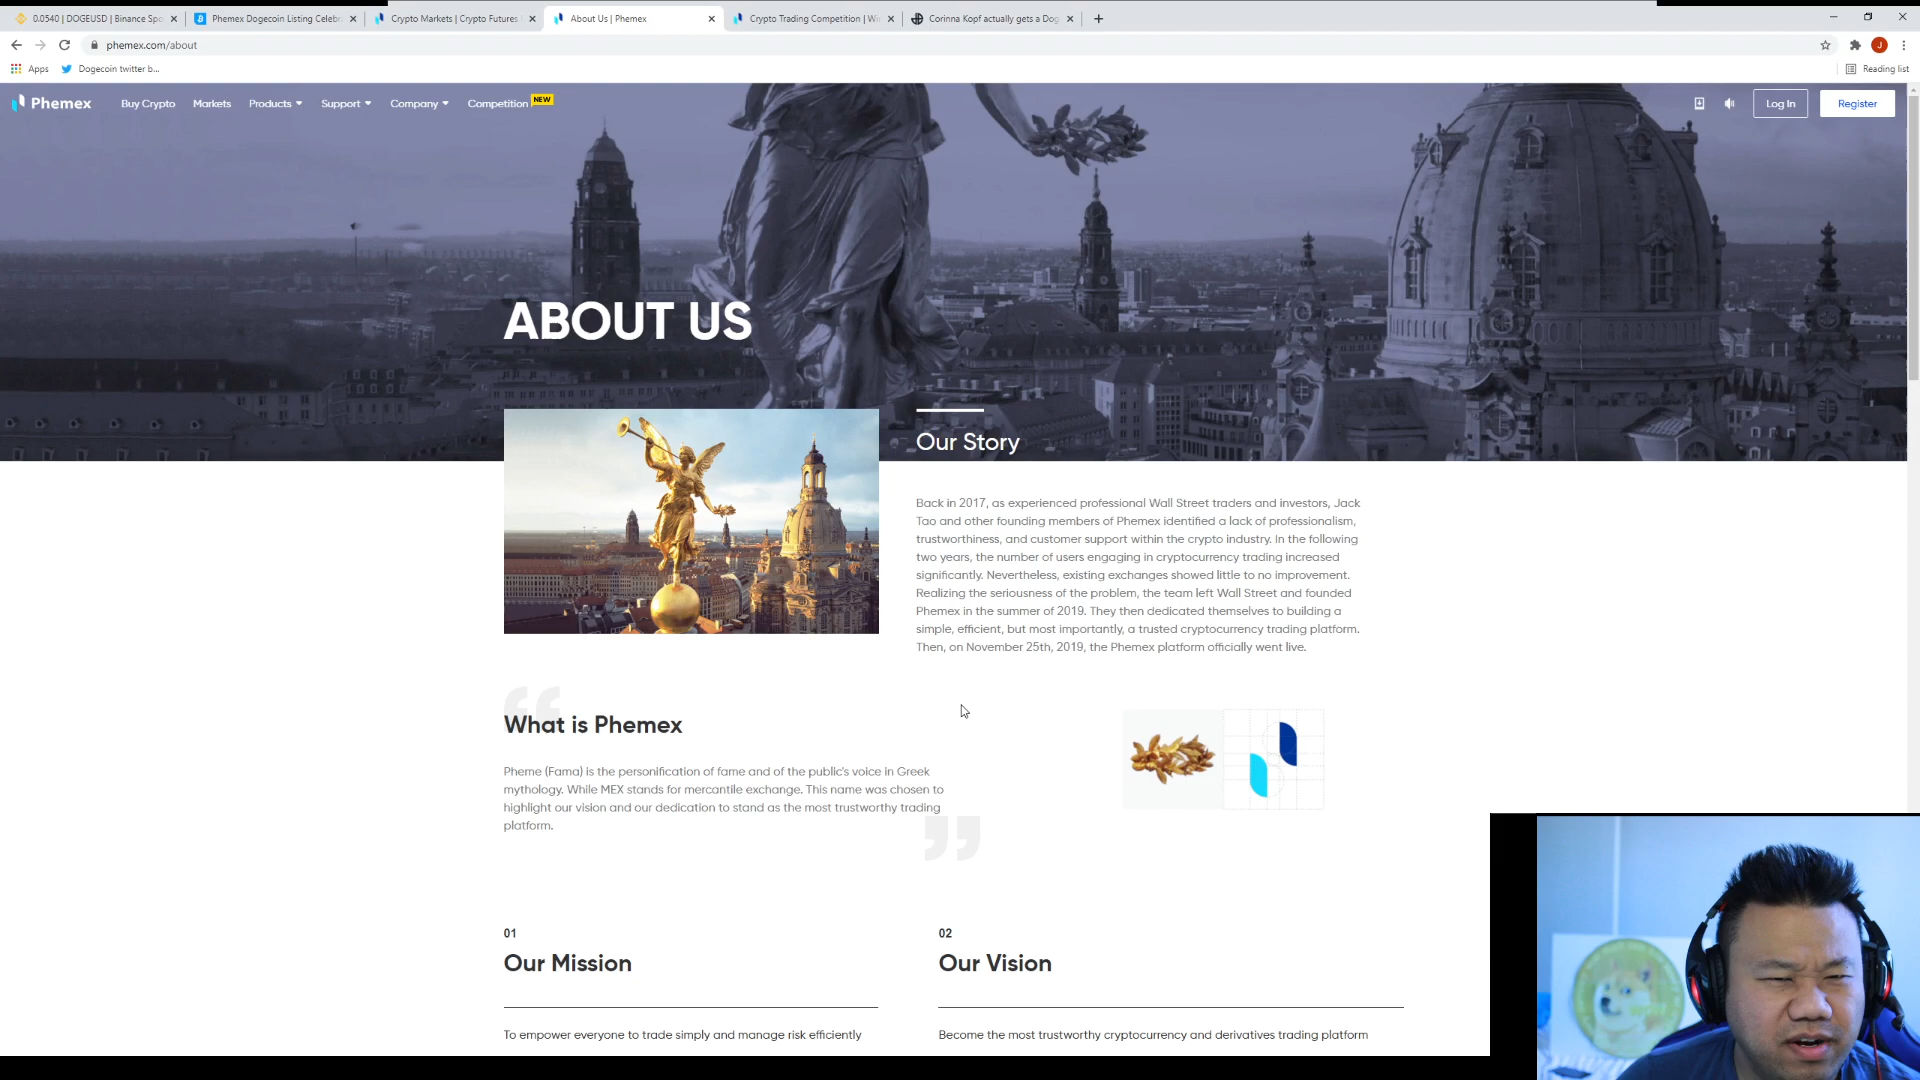 0.0540 | DOGEUSD | Binance Spo
Phemex Dogecoin Listing Celebr
Crypto Markets | Crypto Futures
About Us | Phemex
Crypto Trading Competition | Wi
Corinna Kopf actually gets a Dog
phemex.com/about
J
Apps
Dogecoin twitter b...
Reading list
Phemex
Buy Crypto
Markets
Products
Support
Company
Competition
NEW
Log In
Register
ABOUT US
Our Story
Back in 2017, as experienced professional Wall Street traders and investors, Jack
Tao and other founding members of Phemex identified a lack of professionalism,
trustworthiness, and customer support within the crypto industry. In the following
two years, the number of users engaging in cryptocurrency trading increased
significantly. Nevertheless, existing exchanges showed little to no improvement.
Realizing the seriousness of the problem, the team left Wall Street and founded
Phemex in the summer of 2019. They then dedicated themselves to building a
simple, efficient, but most importantly, a trusted cryptocurrency trading platform.
Then, on November 25th, 2019, the Phemex platform officially went live.
What is Phemex
Pheme (Fama) is the personification of fame and of the public's voice in Greek
mythology. While MEX stands for mercantile exchange. This name was chosen to
highlight our vision and our dedication to stand as the most trustworthy trading
platform.
01
Our Mission
To empower everyone to trade simply and manage risk efficiently
02
Our Vision
Become the most trustworthy cryptocurrency and derivatives trading platform